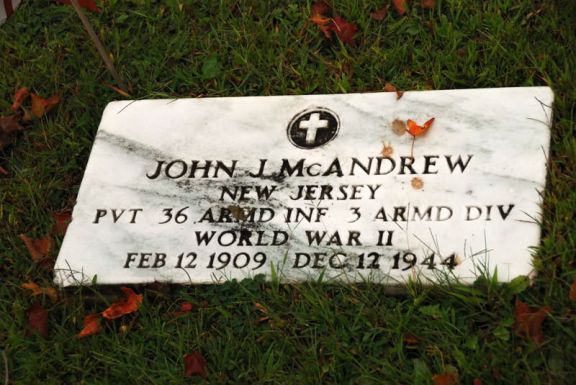 JOHN J. McANDREW
NEW JERSEY
PVT 36 ARMD INF 3 ARMD DIV
WORLD WAR II
FEB 12 1909 DEC 12 1944